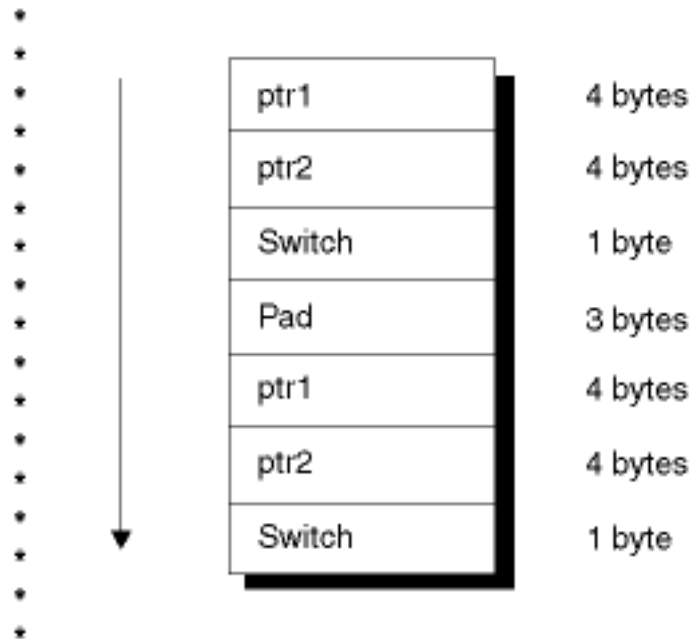 ptr1 4 bytes
ptr2 4 bytes
Switch 1 byte
Pad 3 bytes
ptr1 4 bytes
ptr2 4 bytes
Switch 1 byte